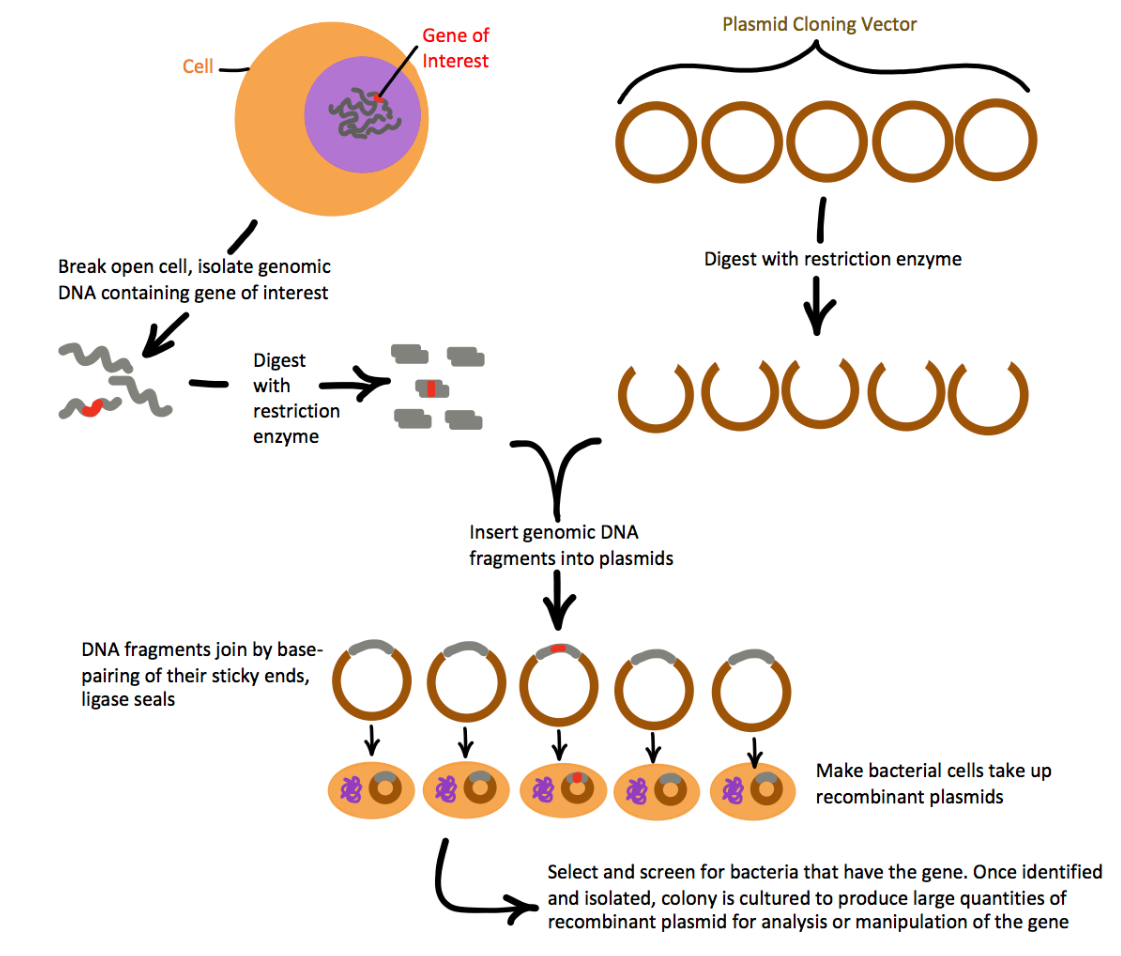 Plasmid Cloning Vector
Gene of
Interest
Cell
Break open cell, isolate genomic
DNA containing gene of interest
Digest with restriction enzyme
Digest
with
restriction
enzyme
Insert genomic DNA
fragments into plasmids
DNA fragments join by base-
pairing of their sticky ends,
ligase seals
Make bacterial cells take up
recombinant plasmids
Select and screen for bacteria that have the gene. Once identified
and isolated, colony is cultured to produce large quantities of
recombinant plasmid for analysis or manipulation of the gene